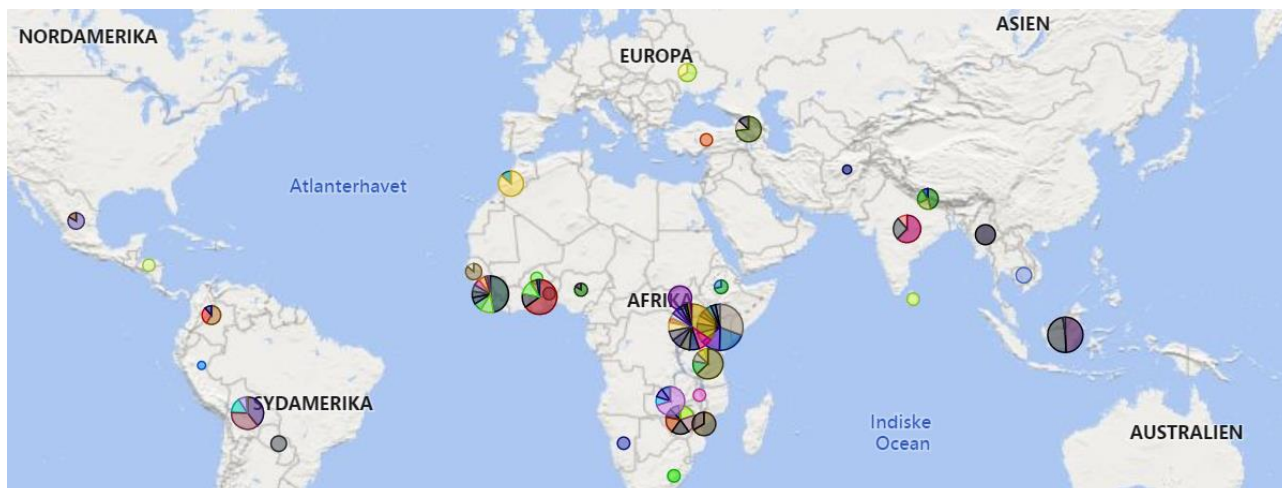 NORDAMERIKA
ASIEN
EUROPA
Atlanterhavet
AFRIKA
SYDAMERIKA
Indiske
Ocean
AUSTRALIEN